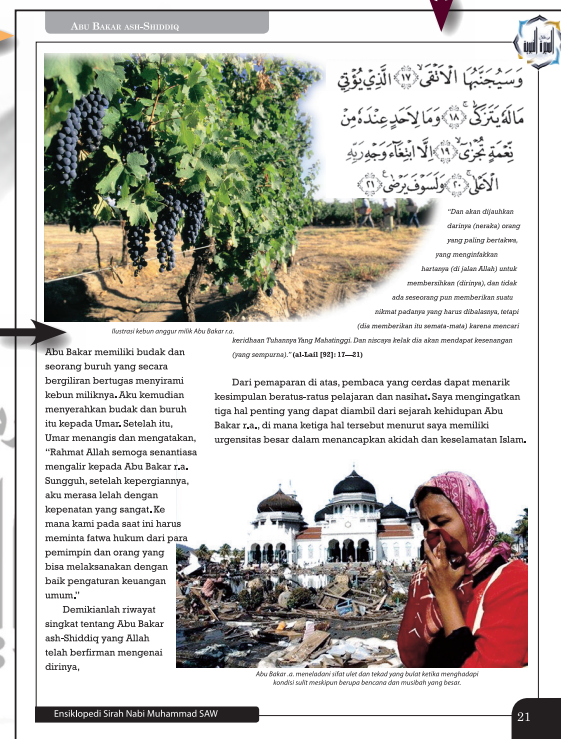 ABU BAKAR ASH-SHIDDIQ
Ilustrasi kebun anggur milik Abu Bakar r.a.
Abu Bakar memiliki budak dan
seorang buruh yang secara
bergiliran bertugas menyirami
kebun miliknya. Aku kemudian
menyerahkan budak dan buruh
itu kepada Umar. Setelah itu,
Umar menangis dan mengatakan,
“Rahmat Allah semoga senantiasa
mengalir kepada Abu Bakar r.a.
Sungguh, setelah kepergiannya,
aku merasa lelah dengan
kepenatan yang sangat. Ke
mana kami pada saat ini harus
meminta fatwa hukum dari para
pemimpin dan orang yang
bisa melaksanakan dengan
baik pengaturan keuangan
umum.”
Demikianlah riwayat
singkat tentang Abu Bakar
ash-Shiddiq yang Allah
telah berfirman mengenai
dirinya,
وَسَيُجَنَّبُهَا الْاَتْقَىۙ ﴿١٧﴾ الَّذِيْ يُؤْتِيْ
مَالَهٗ يَتَزَكّٰىۚ ﴿١٨﴾ وَمَا لِاَحَدٍ عِنْدَهٗ مِنْ
نِّعْمَةٍ تُجْزٰىۙ ﴿١٩﴾ اِلَّا ابْتِغَاۤءَ وَجْهِ رَبِّهِ
الْاَعْلٰىۚ ﴿٢٠﴾ وَلَسَوْفَ يَرْضٰىࣖ ﴿٢١﴾
“Dan akan dijauhkan
darinya (neraka) orang
yang paling bertakwa,
yang menginfakkan
hartanya (di jalan Allah) untuk
membersihkan (dirinya), dan tidak
ada seseorang pun memberikan suatu
nikmat padanya yang harus dibalasnya, tetapi
(dia memberikan itu semata-mata) karena mencari
keridhaan Tuhannya Yang Mahatinggi. Dan niscaya kelak dia akan mendapat kesenangan
(yang sempurna).” (al-Lail [92]: 17—21)
Dari pemaparan di atas, pembaca yang cerdas dapat menarik
kesimpulan beratus-ratus pelajaran dan nasihat. Saya mengingatkan
tiga hal penting yang dapat diambil dari sejarah kehidupan Abu
Bakar r.a., di mana ketiga hal tersebut menurut saya memiliki
urgensitas besar dalam menancapkan akidah dan keselamatan Islam.
Abu Bakar .a. meneladani sifat ulet dan tekad yang bulat ketika menghadapi
kondisi sulit meskipun berupa bencana dan musibah yang besar.
Ensiklopedi Sirah Nabi Muhammad SAW
21